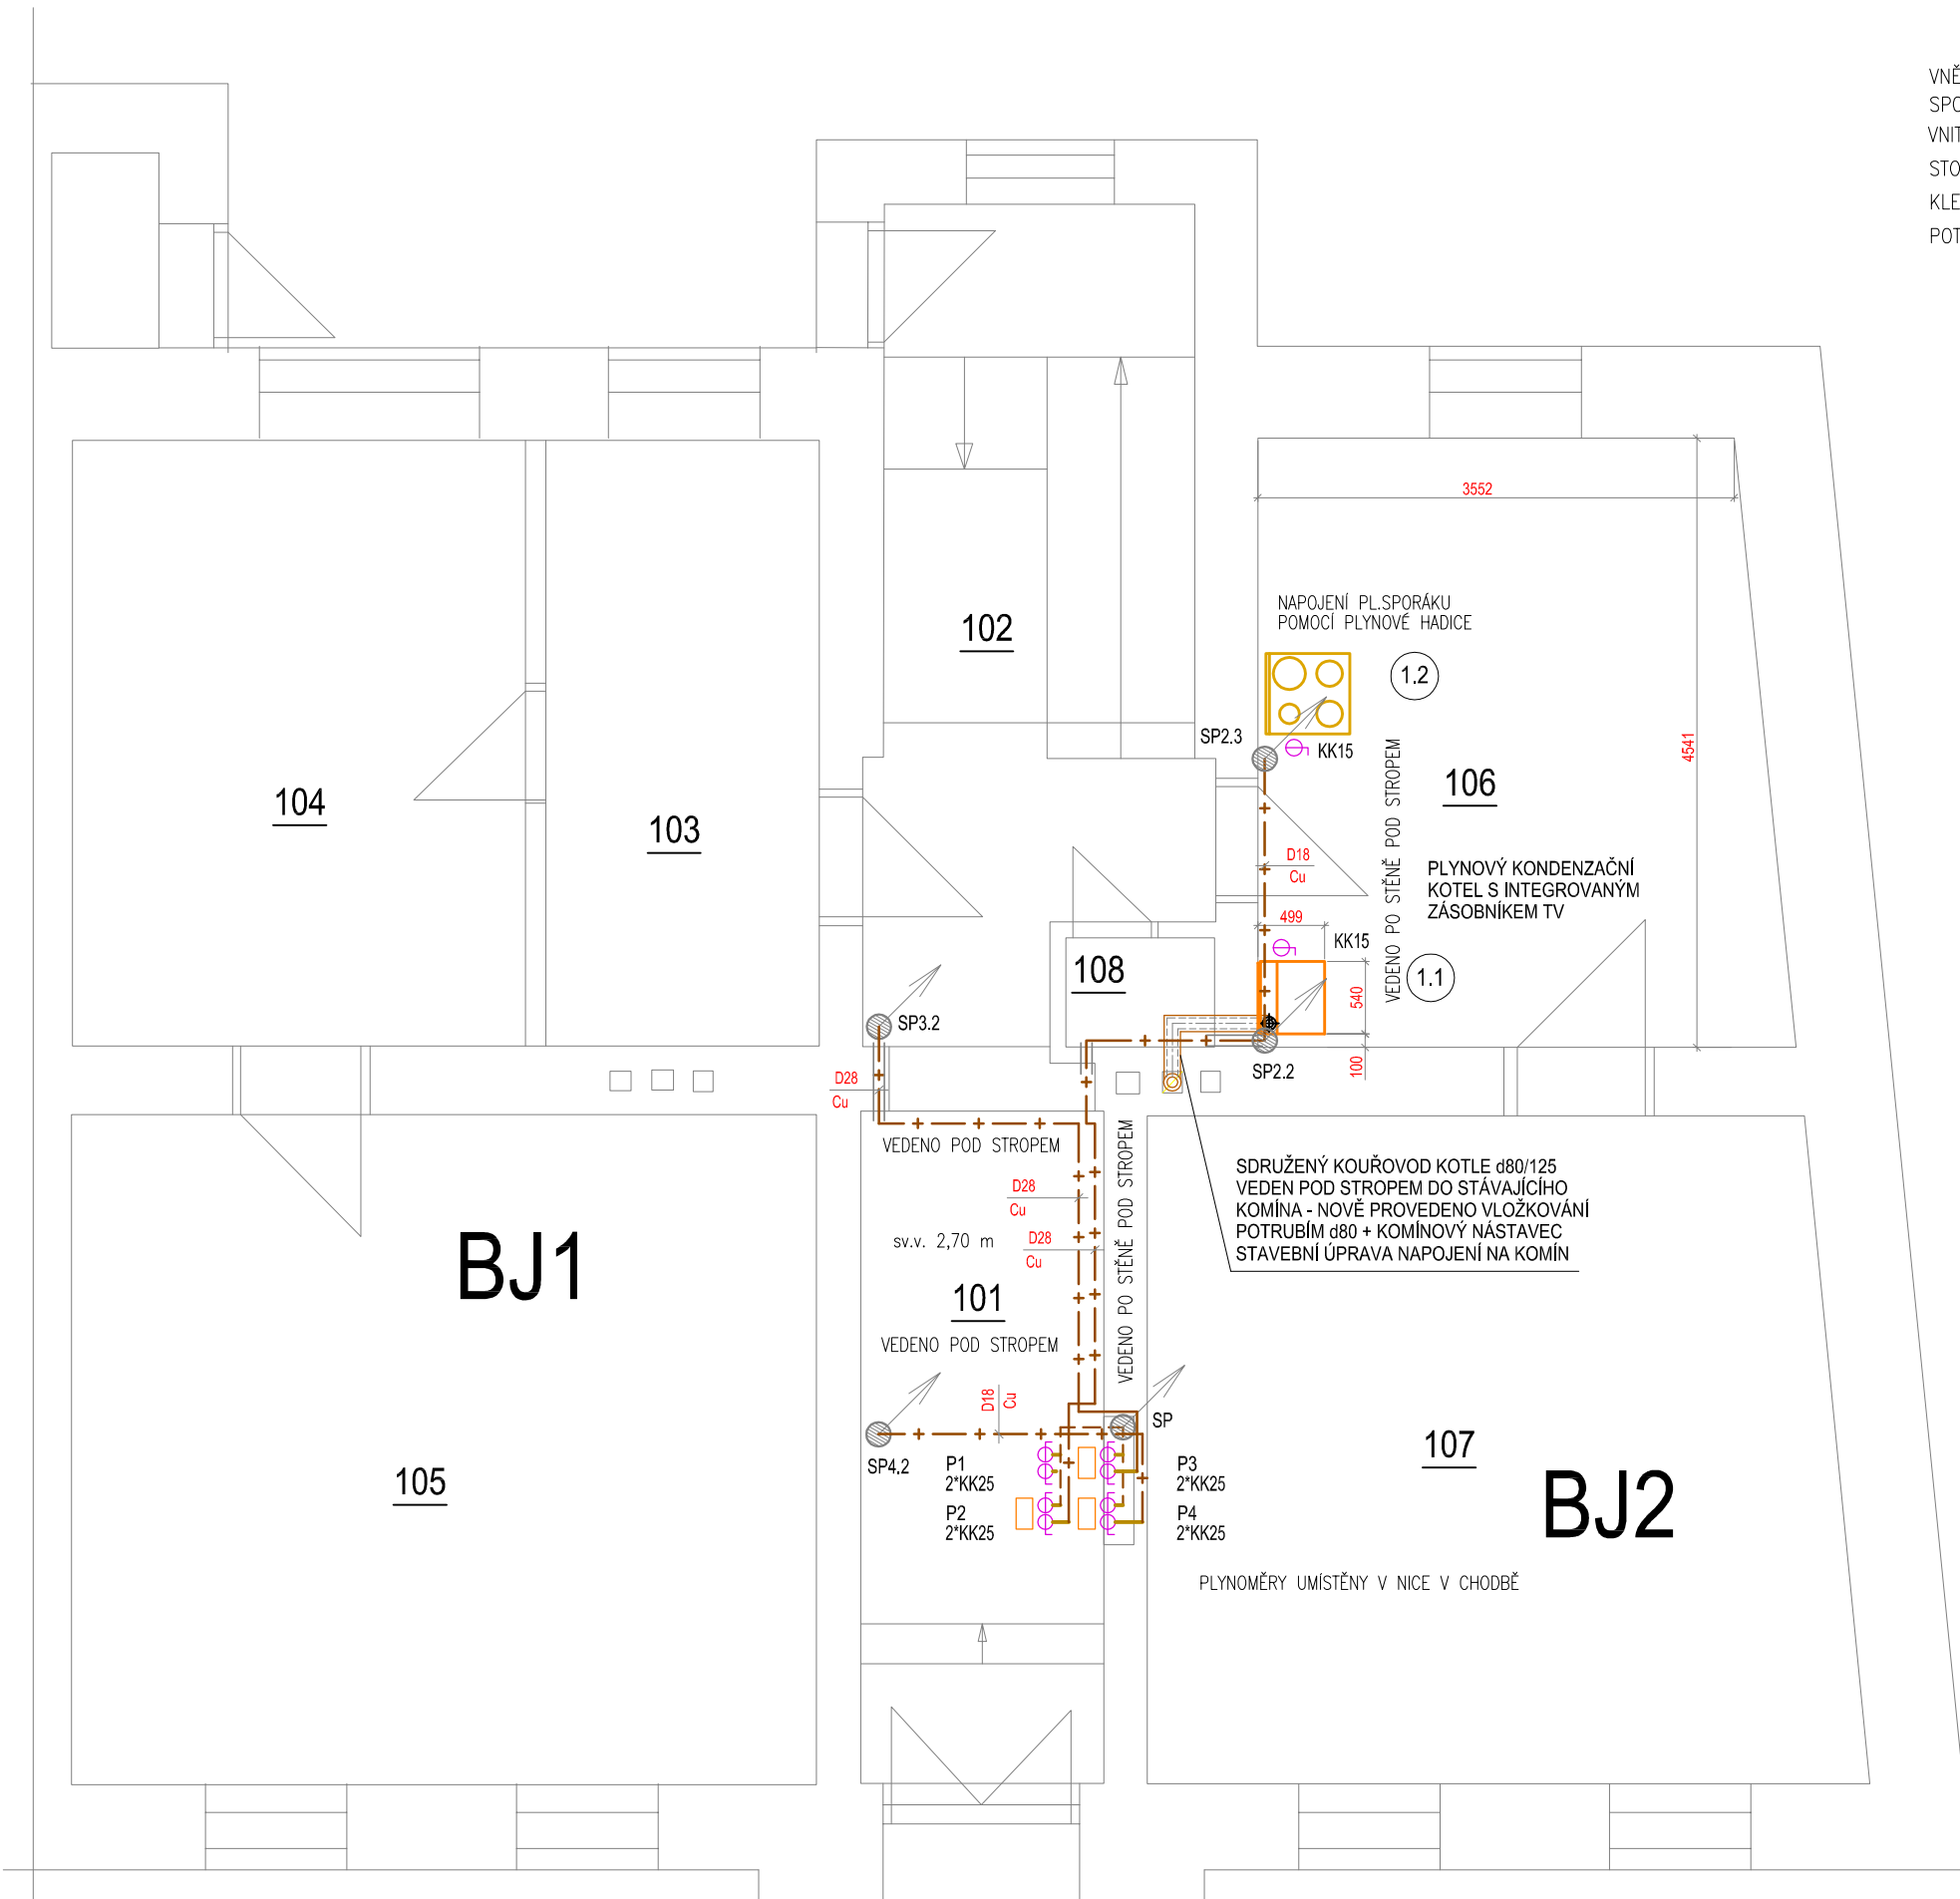 VNĚ
SPO
VNIT
STO
KLE
POT
3552
NAPOJENÍ PL.SPORÁKU
POMOCÍ PLYNOVÉ HADICE
102
1.2
SP2.3
KK15
4541
104
103
106
VEDENO PO STĚNĚ POD STROPEM
D18
Cu
PLYNOVÝ KONDENZAČNÍ
KOTEL S INTEGROVANÝM
ZÁSOBNÍKEM TV
499
KK15
108
1.1
540
SP3.2
100
SP2.2
D28
Cu
VEDENO POD STROPEM
VEDENO PO STĚNĚ POD STROPEM
SDRUŽENÝ KOUŘOVOD KOTLE d80/125
VEDEN POD STROPEM DO STÁVAJÍCÍHO
KOMÍNA - NOVĚ PROVEDENO VLOŽKOVÁNÍ
POTRUBÍM d80 + KOMÍNOVÝ NÁSTAVEC
STAVEBNÍ ÚPRAVA NAPOJENÍ NA KOMÍN
D28
Cu
sv.v. 2,70 m
D28
Cu
BJ1
101
VEDENO POD STROPEM
D18
Cu
SP
SP4.2
105
P1
2*KK25
P2
2*KK25
P3
2*KK25
P4
2*KK25
107
BJ2
PLYNOMĚRY UMÍSTĚNY V NICE V CHODBĚ